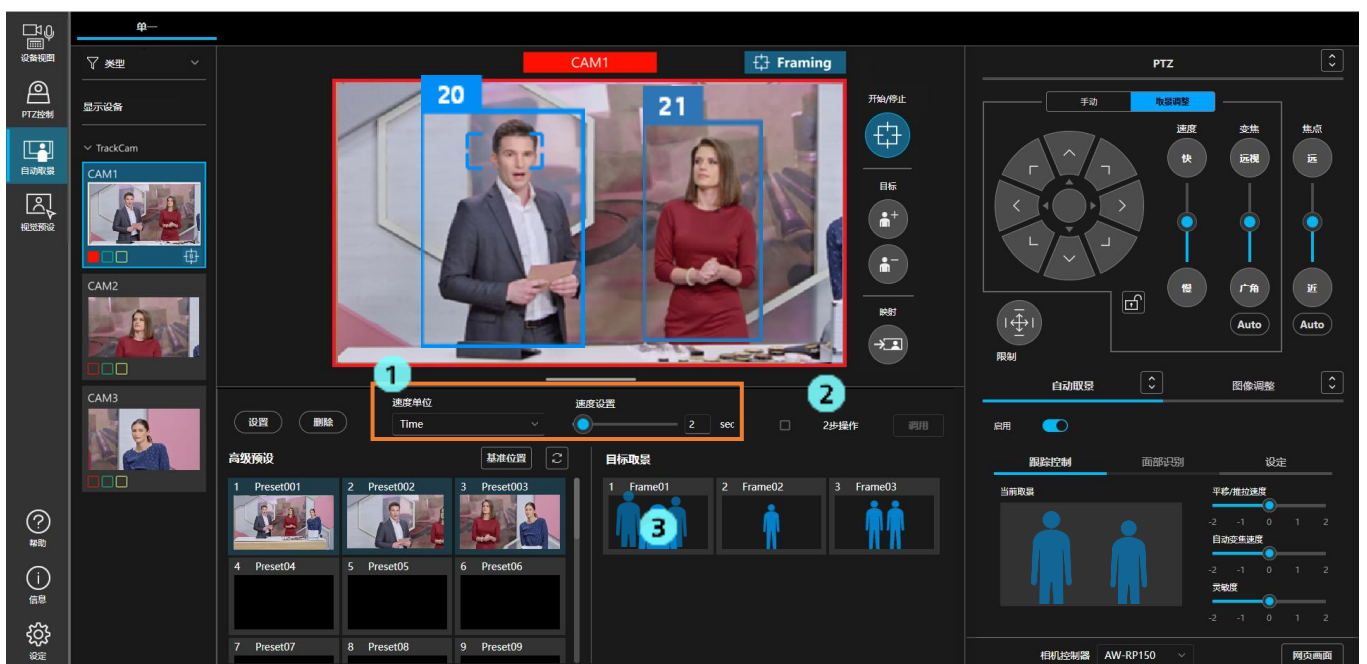 单一
设备视图
PTZ控制
自动取景
视觉预设
帮助
信息
设定
类型
显示设备
TrackCam
CAM1
CAM2
CAM3
CAM1
Framing
20
21
开始/停止
目标
映射
1
速度单位
Time
速度设置
2
sec
2
2步操作
调用
设置
删除
高级预设
基准位置
1 Preset001
2 Preset002
3 Preset003
4 Preset04
5 Preset05
6 Preset06
7 Preset07
8 Preset08
9 Preset09
目标取景
1 Frame01
2 Frame02
3 Frame03
3
PTZ
手动
取景调整
速度
变焦
焦点
快
远视
远
慢
广角
近
Auto
Auto
限制
自动取景
图像调整
启用
跟踪控制
面部识别
设定
当前取景
平移/推拉速度
-2 -1 0 1 2
自动变焦速度
-2 -1 0 1 2
灵敏度
-2 -1 0 1 2
相机控制器
AW-RP150
网页画面